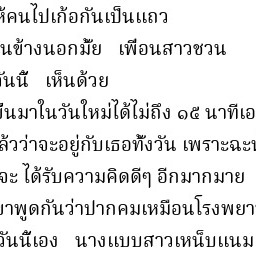 ห้คนไปเก้อกันเป็นแถว
นข้างนอกมั้ย เพื่อนสาวชวน
วันนี้ เห็นด้วย
ขึ้นมาในวันใหม่ได้ไม่ถึง ๑๕ นาทีเอ
ล้วว่าจะอยู่กับเธอทั้งวัน เพราะฉะ
จะ ได้รับความคิดดีๆ อีกมากมาย
ขาพูดกันว่าปากคมเหมือนโรงพยา
วันนี้เอง นางแบบสาวเหน็บแนม